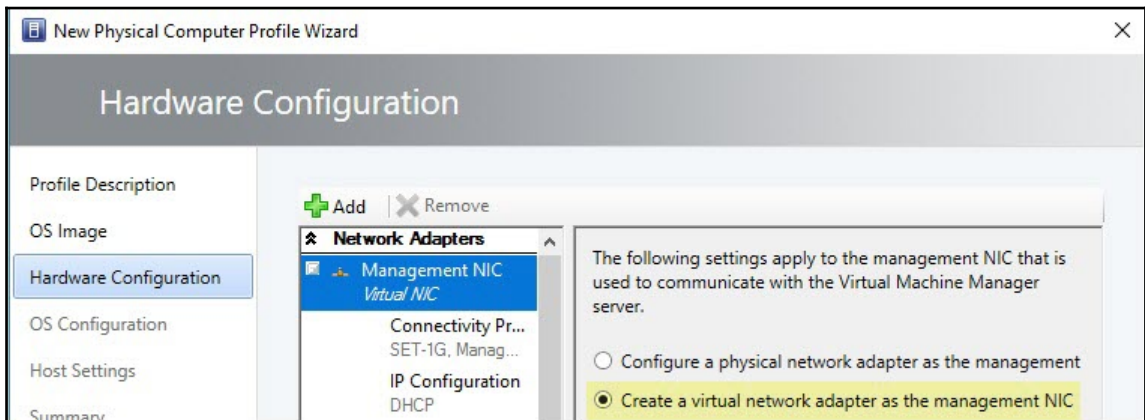 New Physical Computer Profile Wizard
Hardware Configuration
Profile Description
OS Image
Hardware Configuration
OS Configuration
Host Settings
Summary
Add
Remove
Network Adapters
Management NIC
Virtual NIC
Connectivity Pr...
SET-1G, Manag...
IP Configuration
DHCP
The following settings apply to the management NIC that is
used to communicate with the Virtual Machine Manager
server.
Configure a physical network adapter as the management
Create a virtual network adapter as the management NIC